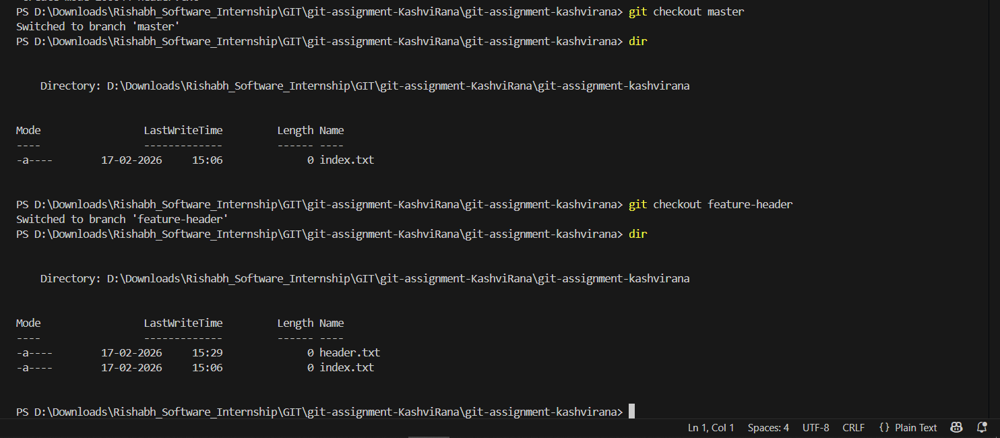 PS D:\Downloads\Rishabh_Software_Internship\GIT\git-assignment-KashviRana\git-assignment-kashvirana> git checkout master
Switched to branch 'master'
PS D:\Downloads\Rishabh_Software_Internship\GIT\git-assignment-KashviRana\git-assignment-kashvirana> dir
Directory: D:\Downloads\Rishabh_Software_Internship\GIT\git-assignment-KashviRana\git-assignment-kashvirana
Mode LastWriteTime Length Name
---- ------------- ------ ----
-a---- 17-02-2026 15:06 0 index.txt
PS D:\Downloads\Rishabh_Software_Internship\GIT\git-assignment-KashviRana\git-assignment-kashvirana> git checkout feature-header
Switched to branch 'feature-header'
PS D:\Downloads\Rishabh_Software_Internship\GIT\git-assignment-KashviRana\git-assignment-kashvirana> dir
Directory: D:\Downloads\Rishabh_Software_Internship\GIT\git-assignment-KashviRana\git-assignment-kashvirana
Mode LastWriteTime Length Name
---- ------------- ------ ----
-a---- 17-02-2026 15:29 0 header.txt
-a---- 17-02-2026 15:06 0 index.txt
PS D:\Downloads\Rishabh_Software_Internship\GIT\git-assignment-KashviRana\git-assignment-kashvirana>
Ln 1, Col 1 Spaces: 4 UTF-8 CRLF {} Plain Text